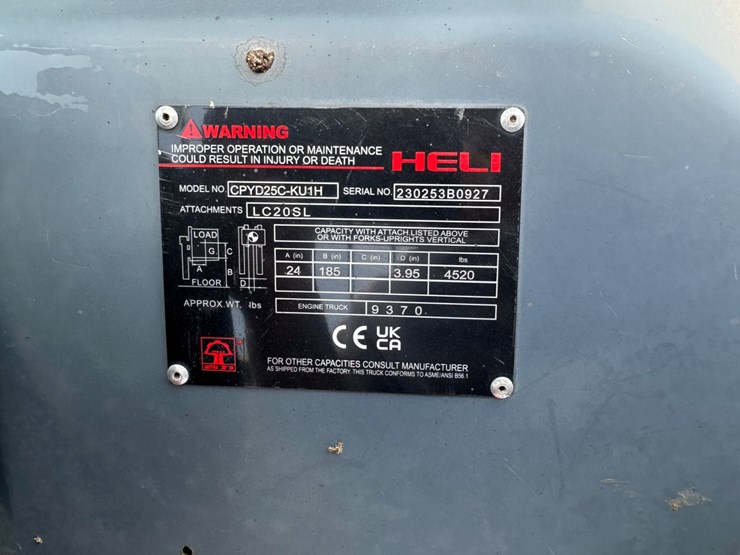 WARNING
IMPROPER OPERATION OR MAINTENANCE
COULD RESULT IN INJURY OR DEATH
HELI
MODEL NO. CPYD25C-KU1H SERIAL NO. 230253B0927
ATTACHMENTS LC20SL
LOAD
G
C
A
B
FLOOR
D
CAPACITY WITH ATTACH.LISTED ABOVE
OR WITH FORKS-UPRIGHTS VERTICAL
A (in) B (in) C (in) D (in) lbs
24 185 3.95 4520
APPROX.WT. lbs ENGINE TRUCK 9370
CE UK
CA
FOR OTHER CAPACITIES CONSULT MANUFACTURER
AS SHIPPED FROM THE FACTORY THIS TRUCK CONFORMS TO ASME/ANSI B56.1